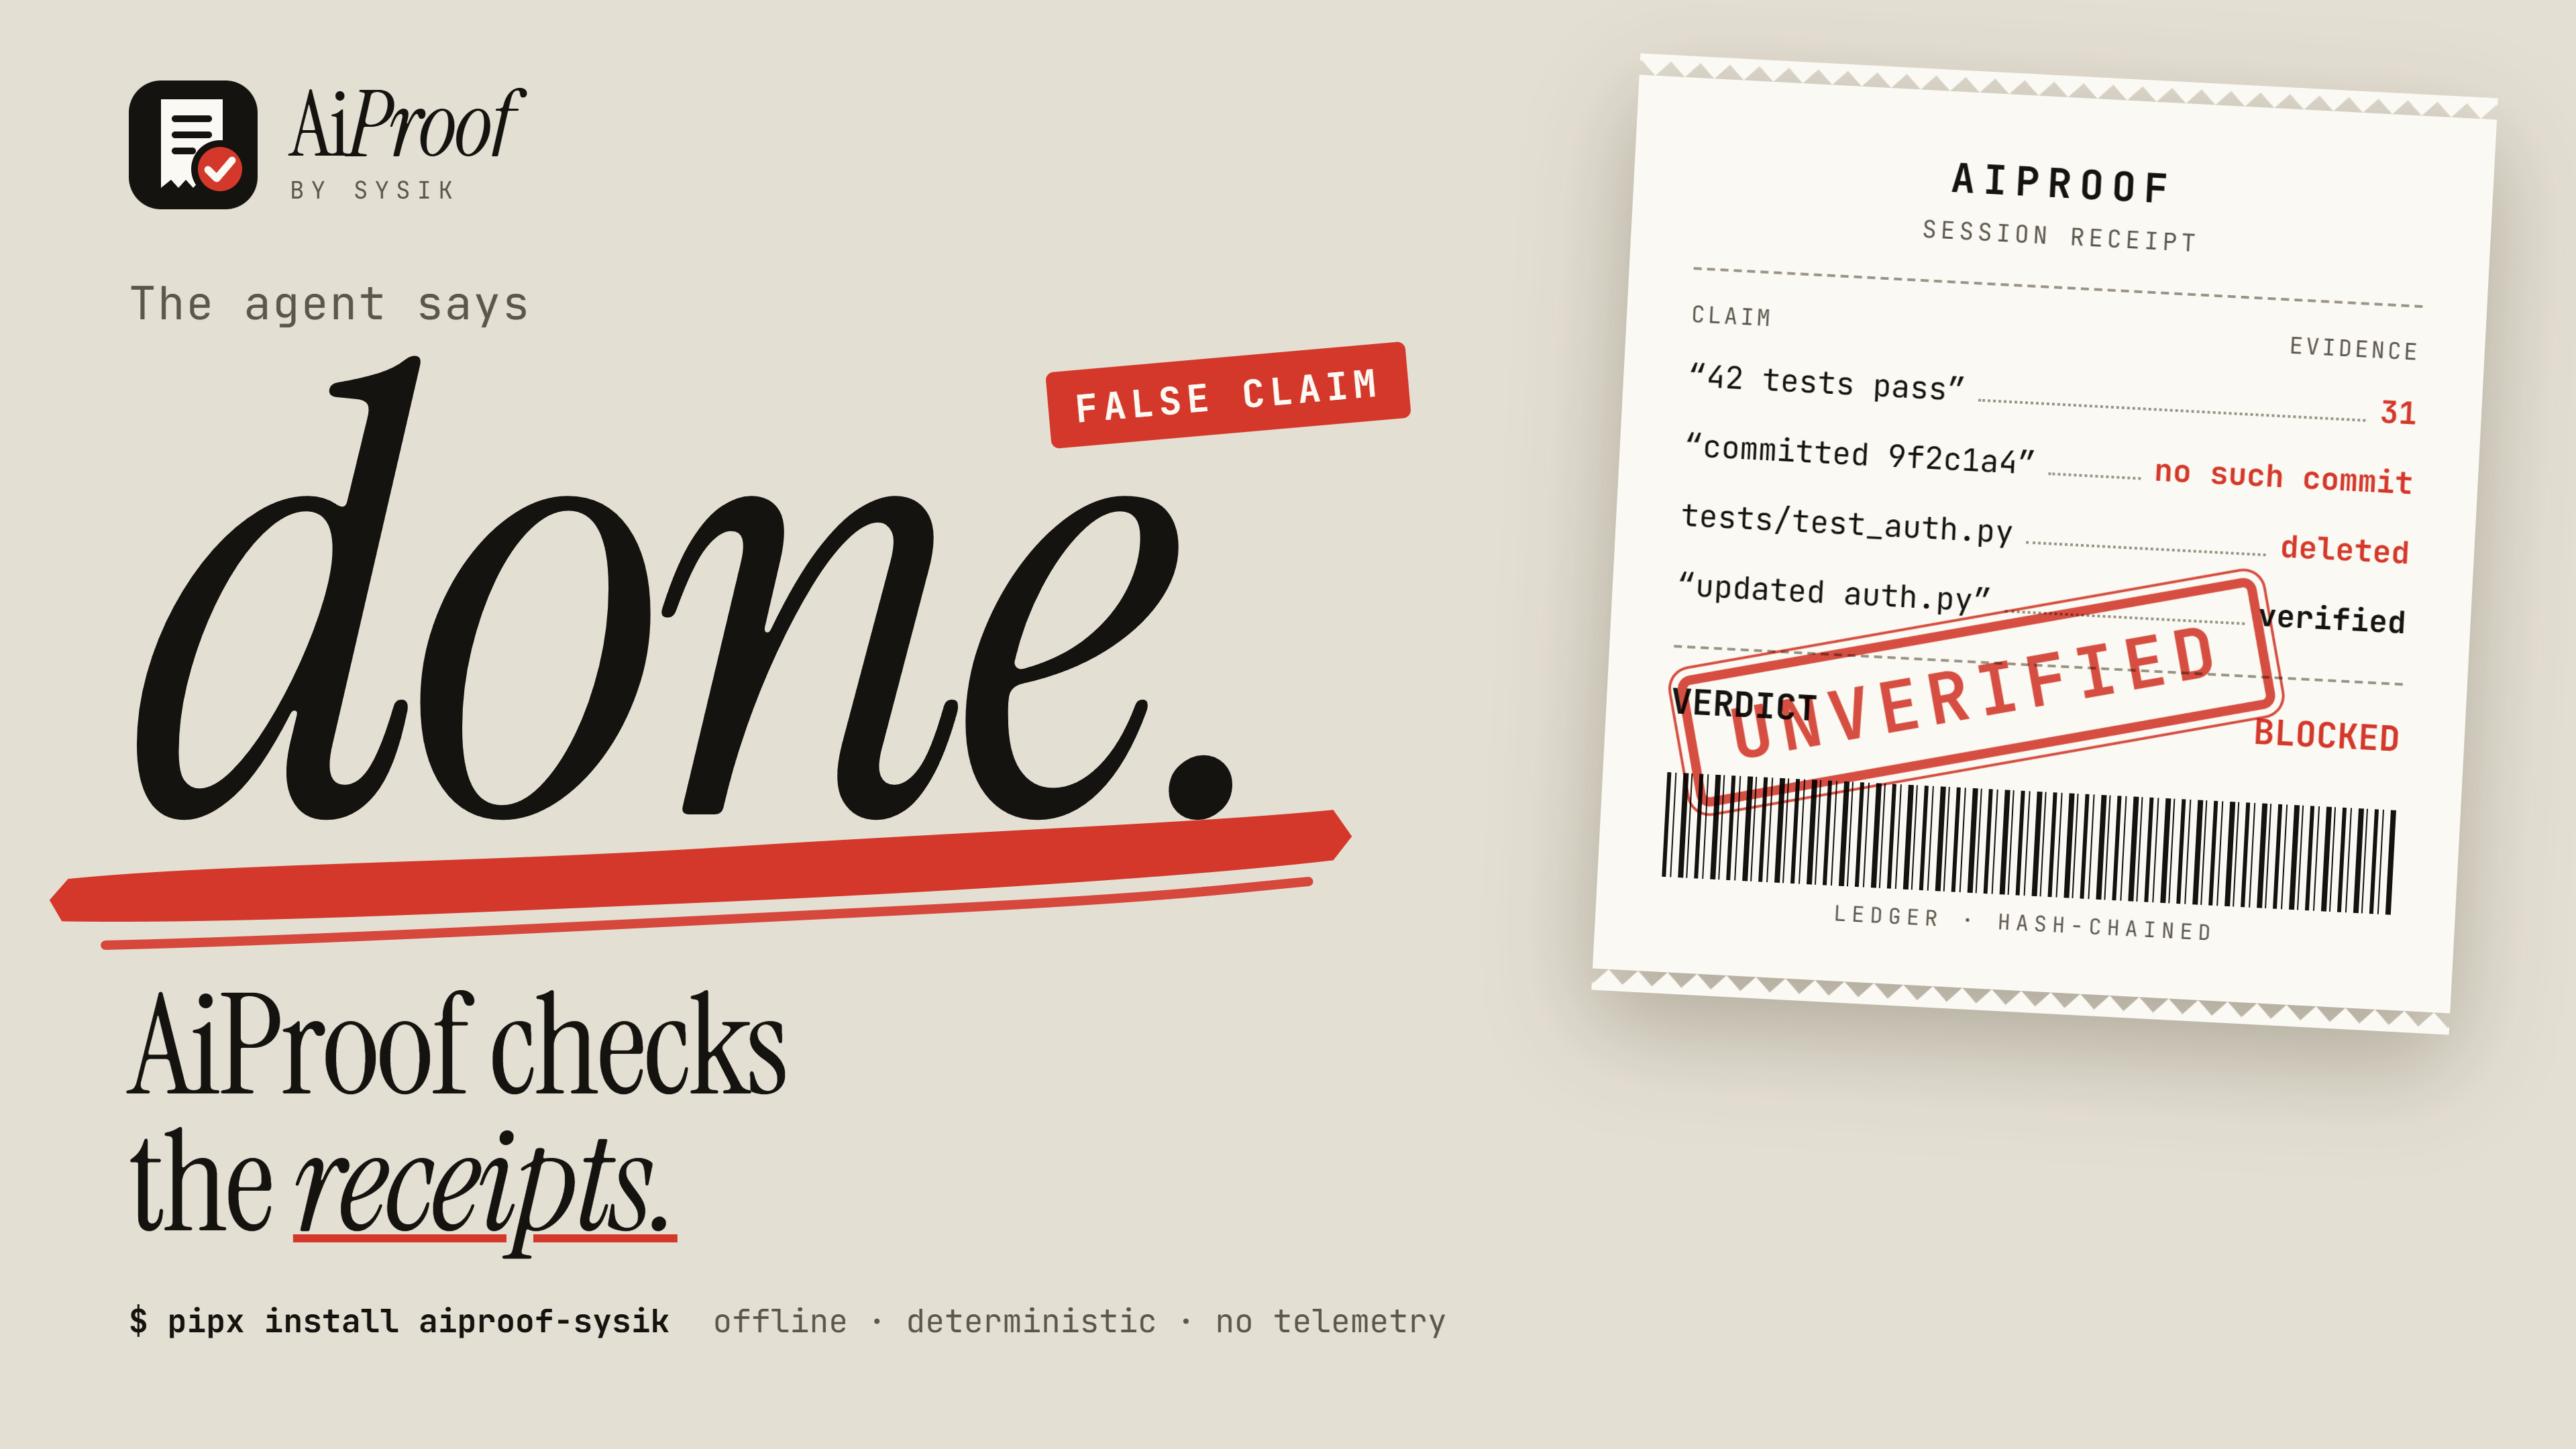 AiProof
BY SYSIK
The agent says
done.
FALSE CLAIM
AiProof checks
the receipts.
$ pipx install aiproof-sysik offline · deterministic · no telemetry
AIPROOF
SESSION RECEIPT
CLAIM EVIDENCE
“42 tests pass” 31
“committed 9f2c1a4” no such commit
tests/test_auth.py deleted
“updated auth.py” verified
UNVERIFIED
VERDICT BLOCKED
LEDGER · HASH-CHAINED